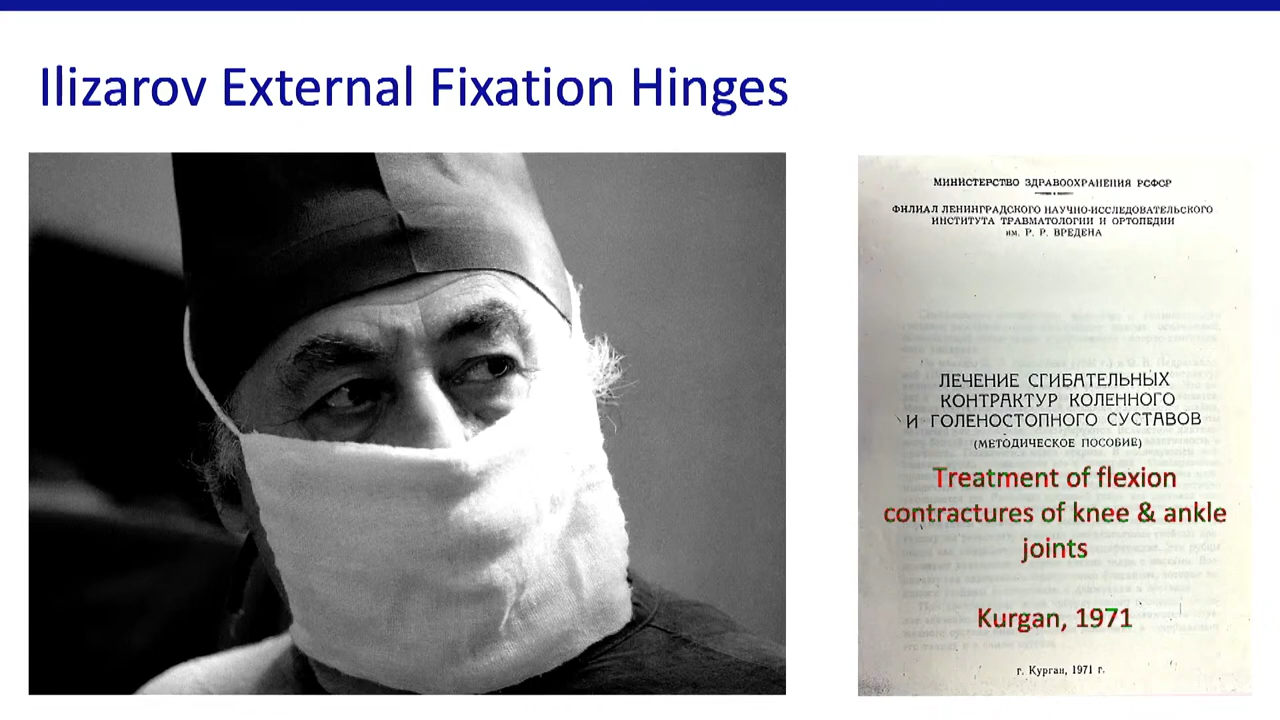 Ilizarov External Fixation Hinges
МИНИСТЕРСТВО ЗДРАВООХРАНЕНИЯ РСФСР
ФИЛИАЛ ЛЕНИНГРАДСКОГО НАУЧНО-ИССЛЕДОВАТЕЛЬСКОГО
ИНСТИТУТА ТРАВМАТОЛОГИИ И ОРТОПЕДИИ
им. Р. Р. ВРЕДЕНА
ЛЕЧЕНИЕ СГИБАТЕЛЬНЫХ
КОНТРАКТУР КОЛЕННОГО
И ГОЛЕНОСТОПНОГО СУСТАВОВ
(МЕТОДИЧЕСКОЕ ПОСОБИЕ)
Treatment of flexion
contractures of knee & ankle
joints
Kurgan, 1971
г. Курган, 1971 г.